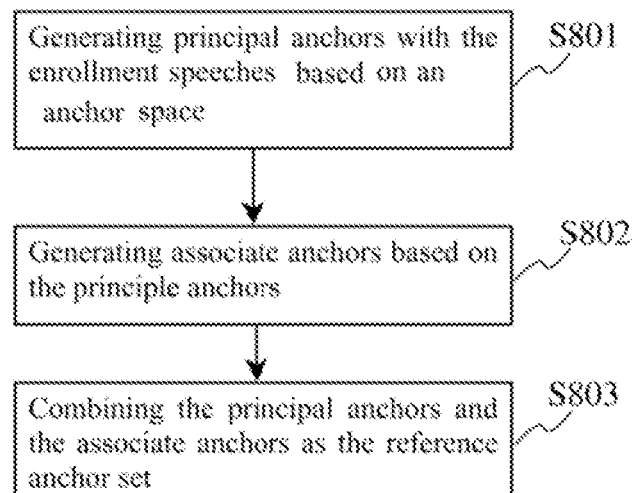 Generating principal anchors with the
enrollment speeches based on an
anchor space
S801
Generating associate anchors based on
the principle anchors
S802
Combining the principal anchors and
the associate anchors as the reference
anchor set
S803